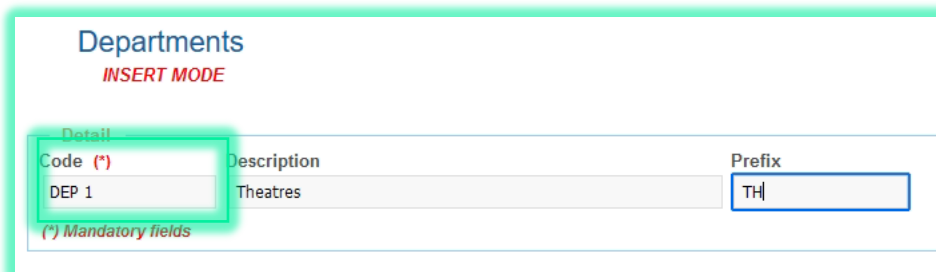 Departments
INSERT MODE
Detail
Code (*) Description Prefix
DEP 1 Theatres TH
(*) Mandatory fields